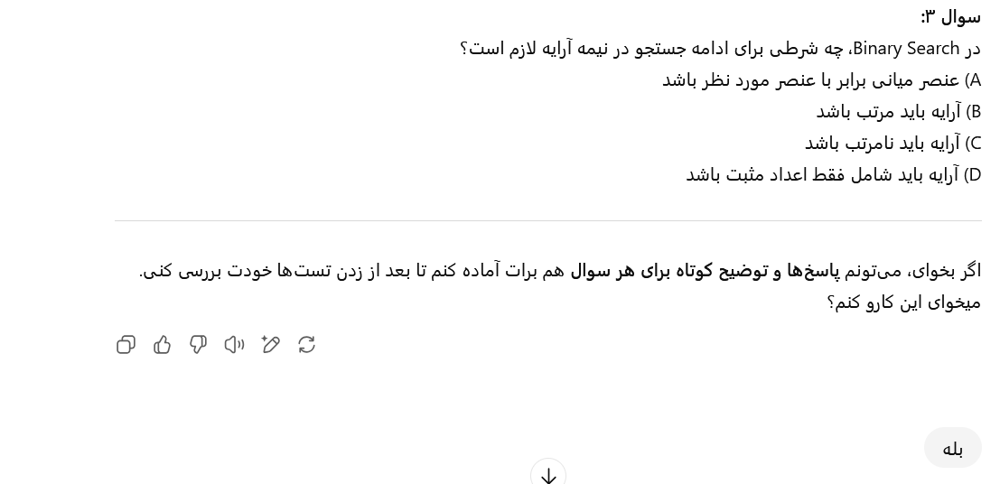 سوال ۳:
در Binary Search، چه شرطی برای ادامه جستجو در نیمه آرایه لازم است؟
A) عنصر میانی برابر با عنصر مورد نظر باشد
B) آرایه باید مرتب باشد
C) آرایه باید نامرتب باشد
D) آرایه باید شامل فقط اعداد مثبت باشد
اگر بخوای، می‌تونم پاسخ‌ها و توضیح کوتاه برای هر سوال هم برات آماده کنم تا بعد از زدن تست‌ها خودت بررسی کنی.
میخوای این کارو کنم؟
بله